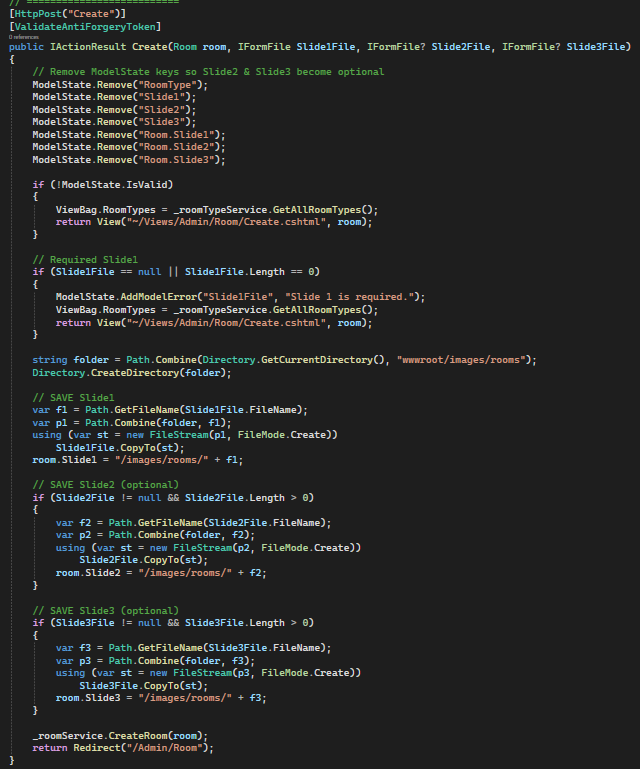 // ==========================
[HttpPost("Create")]
[ValidateAntiForgeryToken]
0 references
public IActionResult Create(Room room, IFormFile Slide1File, IFormFile? Slide2File, IFormFile? Slide3File)
{
// Remove ModelState keys so Slide2 & Slide3 become optional
ModelState.Remove("RoomType");
ModelState.Remove("Slide1");
ModelState.Remove("Slide2");
ModelState.Remove("Slide3");
ModelState.Remove("Room.Slide1");
ModelState.Remove("Room.Slide2");
ModelState.Remove("Room.Slide3");
if (!ModelState.IsValid)
{
ViewBag.RoomTypes = _roomTypeService.GetAllRoomTypes();
return View("~/Views/Admin/Room/Create.cshtml", room);
}
// Required Slide1
if (Slide1File == null || Slide1File.Length == 0)
{
ModelState.AddModelError("Slide1File", "Slide 1 is required.");
ViewBag.RoomTypes = _roomTypeService.GetAllRoomTypes();
return View("~/Views/Admin/Room/Create.cshtml", room);
}
string folder = Path.Combine(Directory.GetCurrentDirectory(), "wwwroot/images/rooms");
Directory.CreateDirectory(folder);
// SAVE Slide1
var f1 = Path.GetFileName(Slide1File.FileName);
var p1 = Path.Combine(folder, f1);
using (var st = new FileStream(p1, FileMode.Create))
Slide1File.CopyTo(st);
room.Slide1 = "/images/rooms/" + f1;
// SAVE Slide2 (optional)
if (Slide2File != null && Slide2File.Length > 0)
{
var f2 = Path.GetFileName(Slide2File.FileName);
var p2 = Path.Combine(folder, f2);
using (var st = new FileStream(p2, FileMode.Create))
Slide2File.CopyTo(st);
room.Slide2 = "/images/rooms/" + f2;
}
// SAVE Slide3 (optional)
if (Slide3File != null && Slide3File.Length > 0)
{
var f3 = Path.GetFileName(Slide3File.FileName);
var p3 = Path.Combine(folder, f3);
using (var st = new FileStream(p3, FileMode.Create))
Slide3File.CopyTo(st);
room.Slide3 = "/images/rooms/" + f3;
}
_roomService.CreateRoom(room);
return Redirect("/Admin/Room");
}